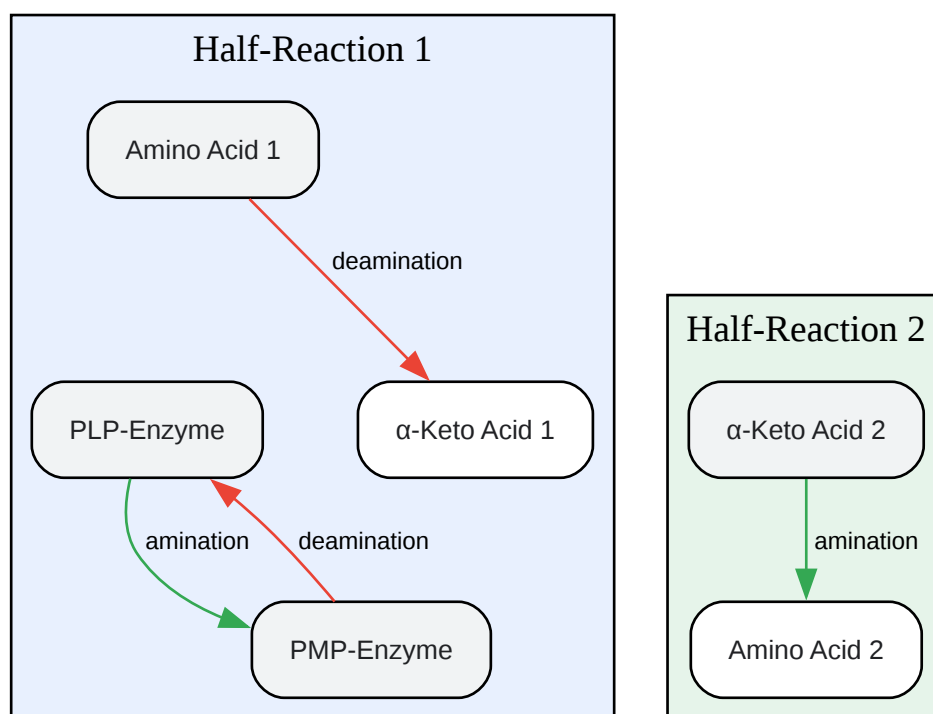 Half-Reaction 1
Amino Acid 1
deamination
PLP-Enzyme
α-Keto Acid 1
amination
deamination
PMP-Enzyme
Half-Reaction 2
α-Keto Acid 2
amination
Amino Acid 2